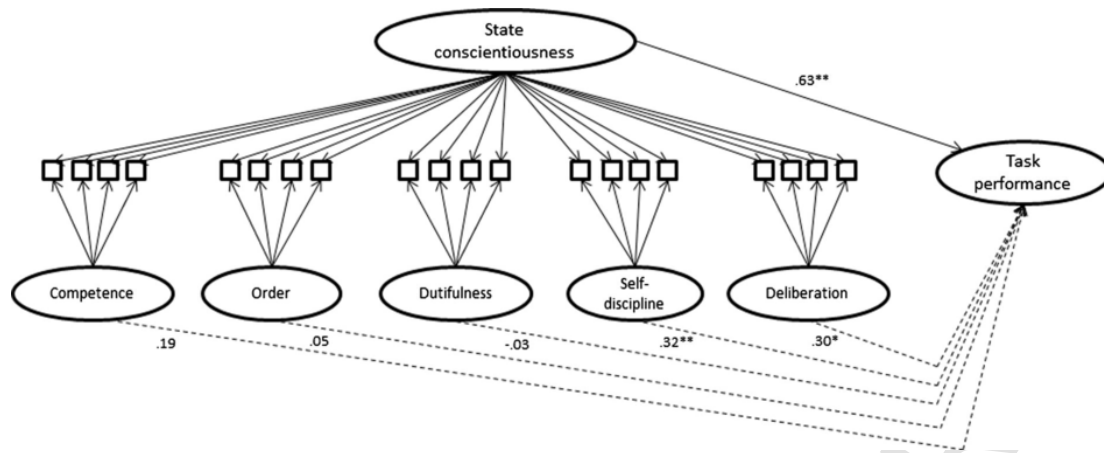 State
conscientiousness
.63**
Task
performance
Competence
Order
Dutifulness
Self-
discipline
Deliberation
.19
.05
-.03
.32**
.30*